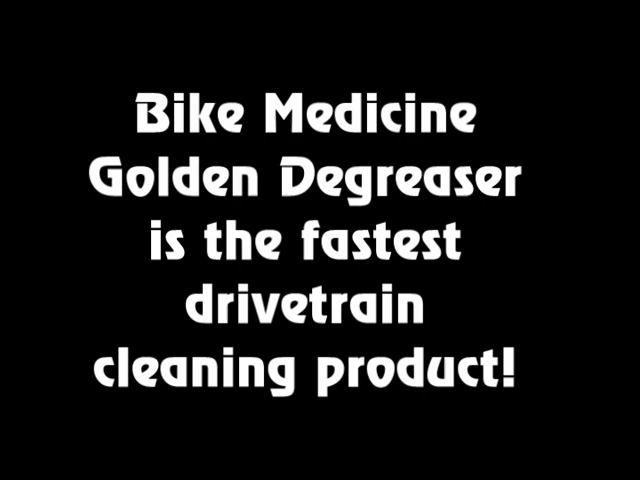 Bike Medicine
Golden Degreaser
is the fastest
drivetrain
cleaning product!